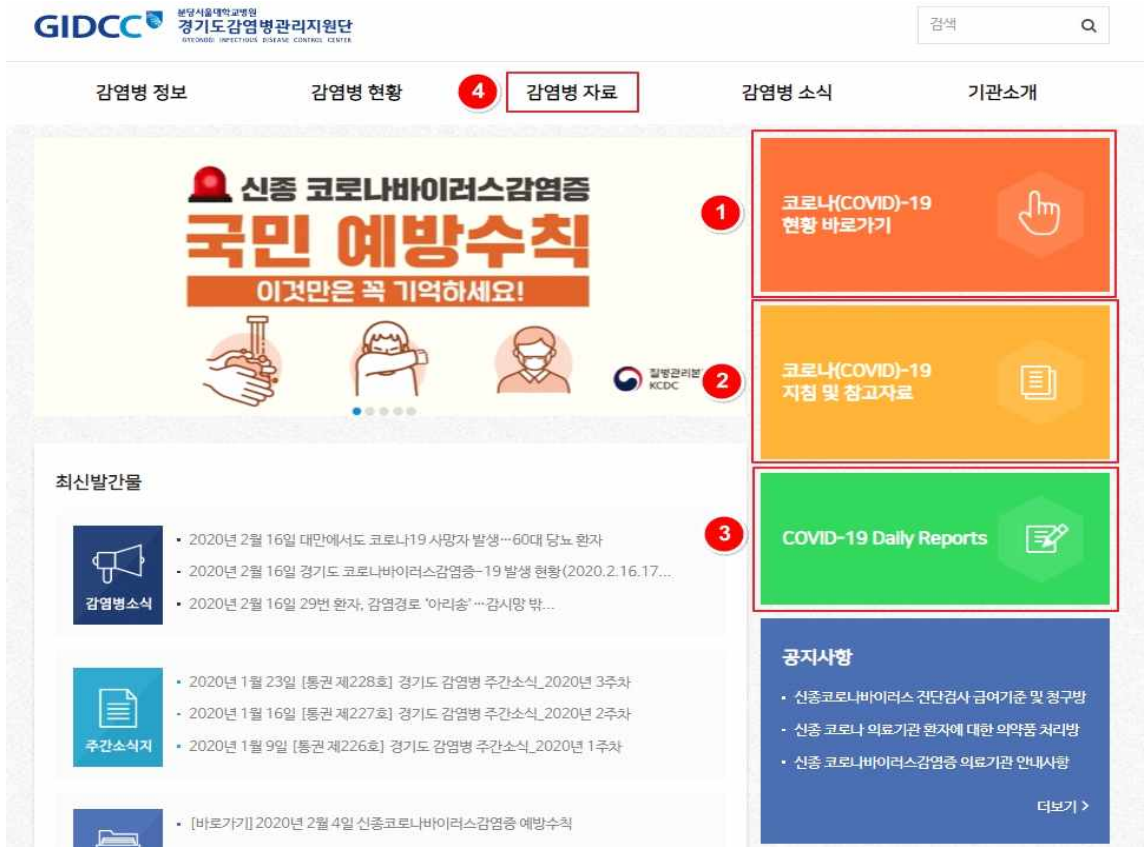 GIDCC
분당서울대학교병원
경기도감염병관리지원단
GYEONGGI INFECTIOUS DISEASE CONTROL CENTER
검색
감염병 정보
감염병 현황
4
감염병 자료
감염병 소식
기관소개
신종 코로나바이러스감염증
국민 예방수칙
이것만은 꼭 기억하세요!
질병관리본
KCDC
1
코로나(COVID)-19
현황 바로가기
2
코로나(COVID)-19
지침 및 참고자료
3
COVID-19 Daily Reports
최신발간물
감염병소식
• 2020년 2월 16일 대만에서도 코로나19 사망자 발생…60대 당뇨 환자
• 2020년 2월 16일 경기도 코로나바이러스감염증-19 발생 현황(2020.2.16.17...
• 2020년 2월 16일 29번 환자, 감염경로 '아리송'…감시망 밖...
주간소식지
• 2020년 1월 23일 [통권 제228호] 경기도 감염병 주간소식_2020년 3주차
• 2020년 1월 16일 [통권 제227호] 경기도 감염병 주간소식_2020년 2주차
• 2020년 1월 9일 [통권 제226호] 경기도 감염병 주간소식_2020년 1주차
• [바로가기] 2020년 2월 4일 신종코로나바이러스감염증 예방수칙
공지사항
• 신종코로나바이러스 진단검사 급여기준 및 청구방
• 신종 코로나 의료기관 환자에 대한 의약품 처리방
• 신종 코로나바이러스감염증 의료기관 안내사항
더보기 >